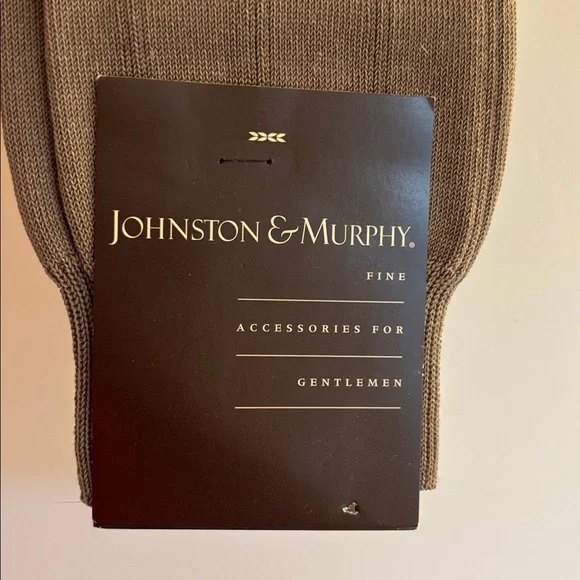 JOHNSTON & MURPHY®
FINE
ACCESSORIES FOR
GENTLEMEN